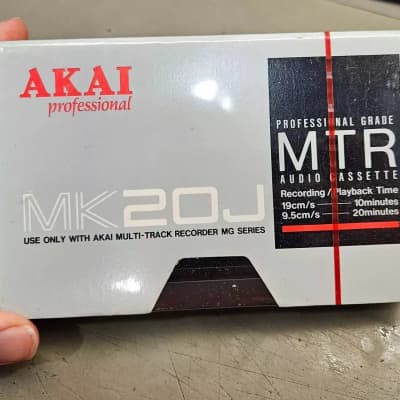 AKAI
professional
PROFESSIONAL GRADE
MTR
AUDIO CASSETTE
Recording/Playback Time
19cm/s — 10minutes
9.5cm/s — 20minutes
MK20J
USE ONLY WITH AKAI MULTI-TRACK RECORDER MG SERIES